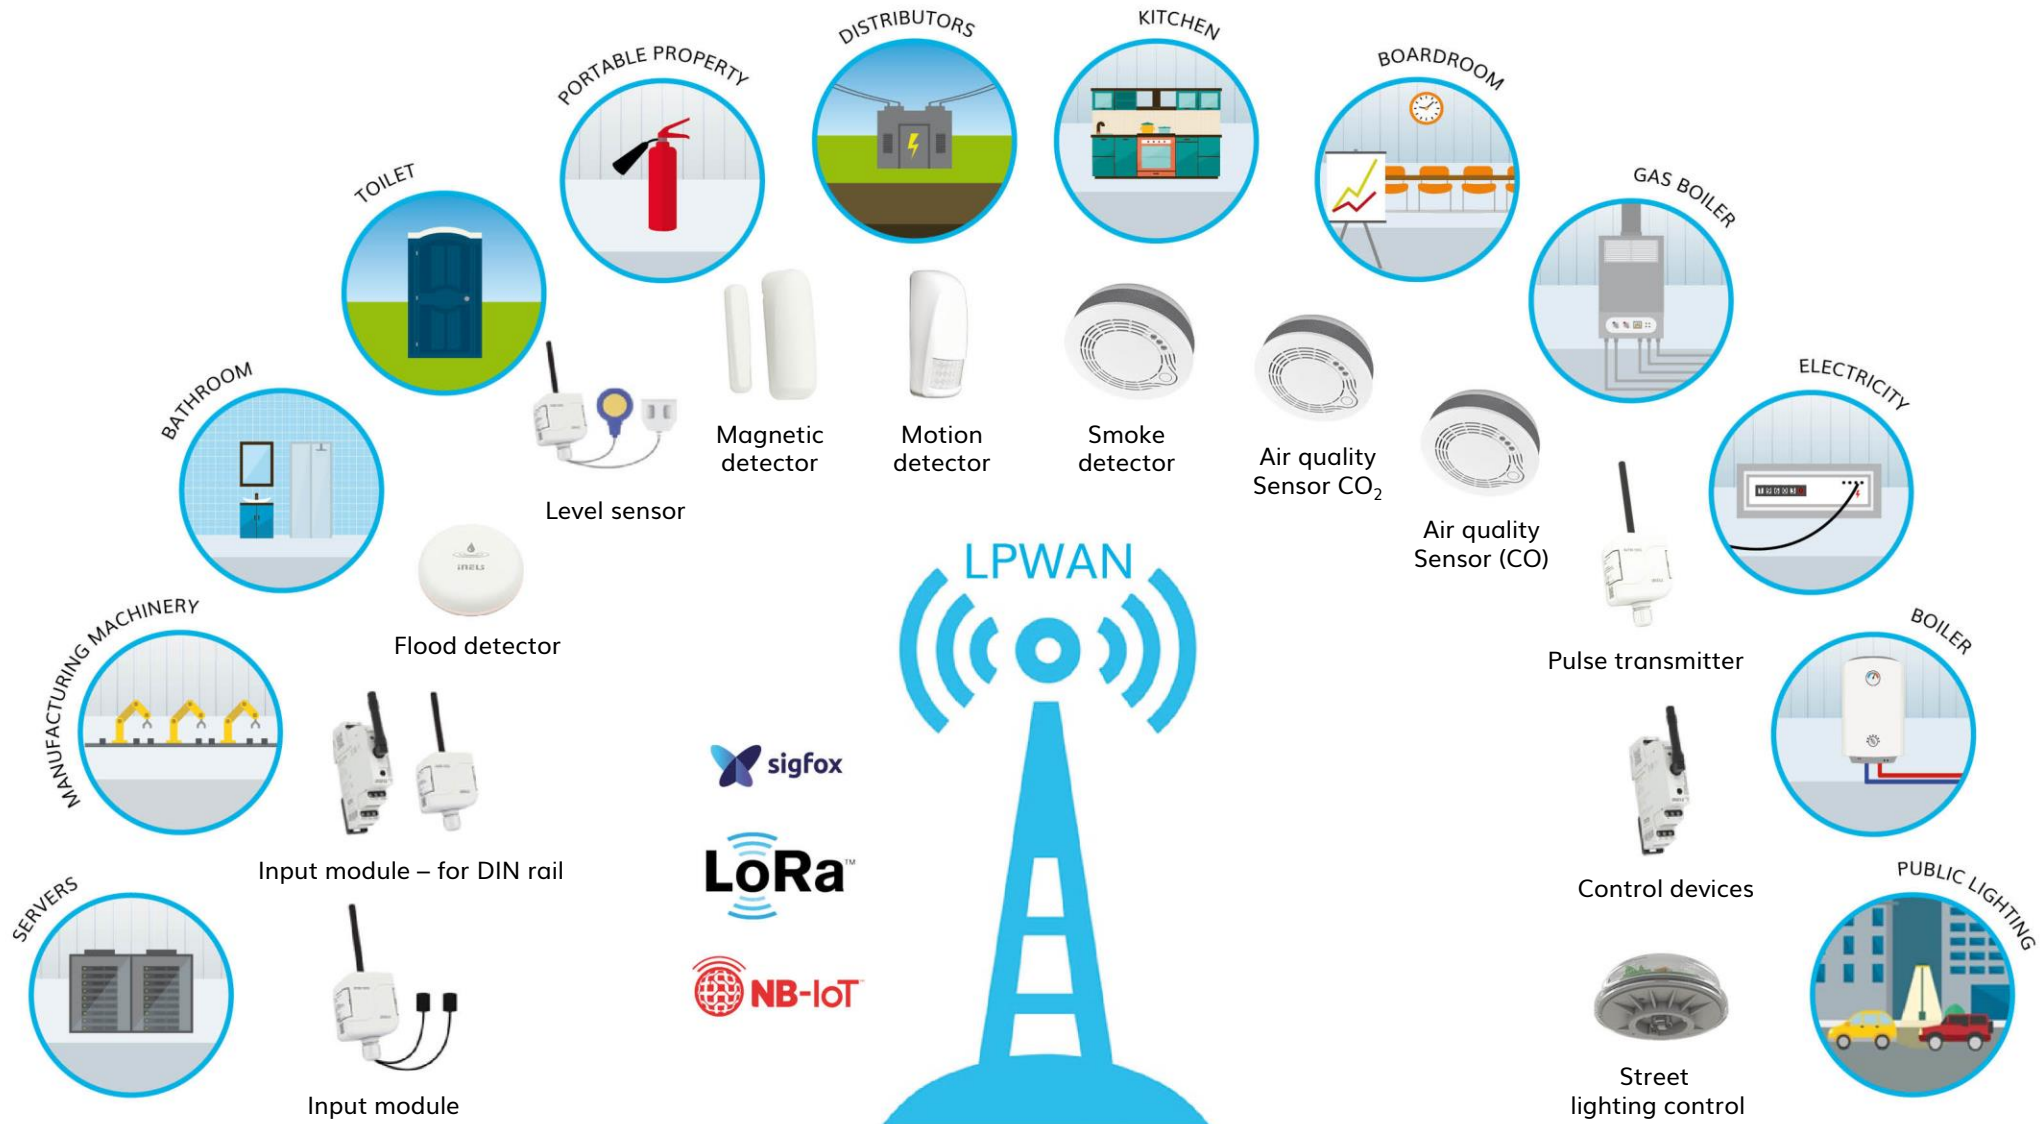 DISTRIBUTORS
KITCHEN
PORTABLE PROPERTY
BOARDROOM
TOILET
GAS BOILER
BATHROOM
ELECTRICITY
Magnetic
detector
Motion
detector
Smoke
detector
Air quality
Sensor CO₂
Level sensor
Air quality
Sensor (CO)
LPWAN
iNELS
MANUFACTURING MACHINERY
Flood detector
BOILER
Pulse transmitter
sigfox
LoRa™
NB-IoT
Input module – for DIN rail
Control devices
SERVERS
PUBLIC LIGHTING
Input module
Street
lighting control